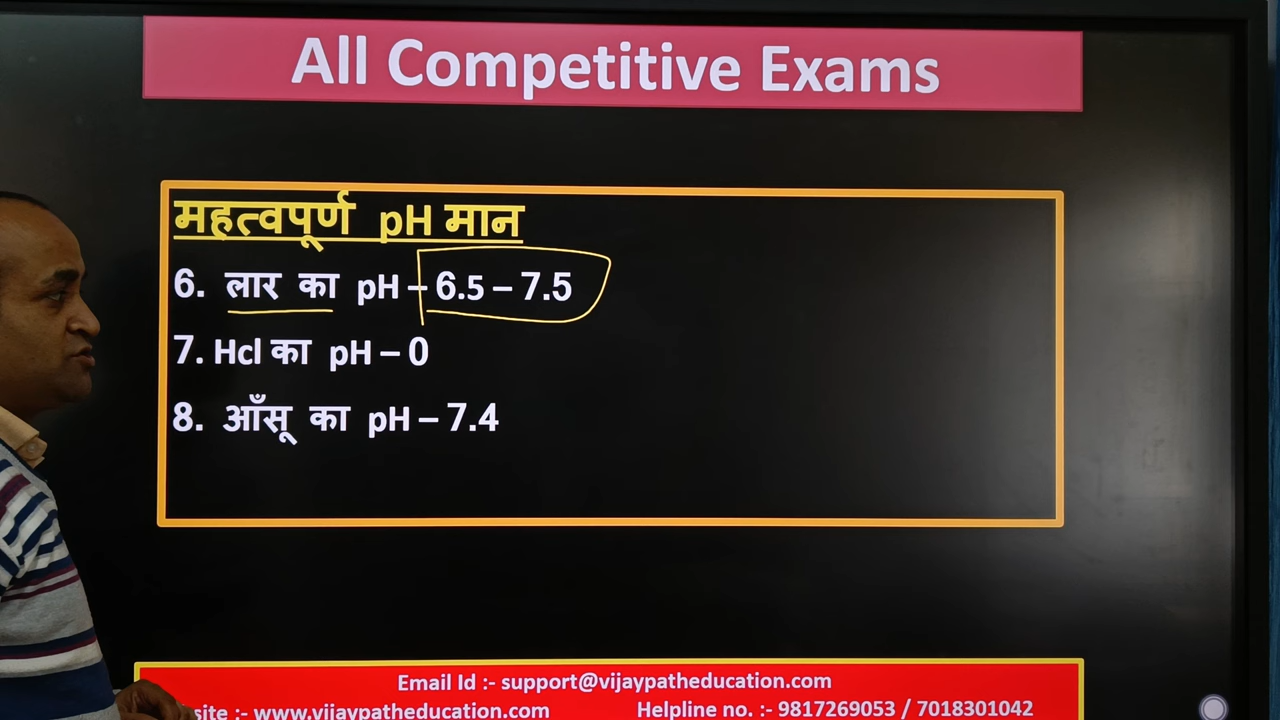 All Competitive Exams
महत्वपूर्ण pH मान
6. लार का pH – 6.5 – 7.5
7. Hcl का pH – 0
8. आँसू का pH – 7.4
Email Id :- support@vijaypatheducation.com
:- www.vijaypatheducation.com Helpline no. :- 9817269053 / 7018301042